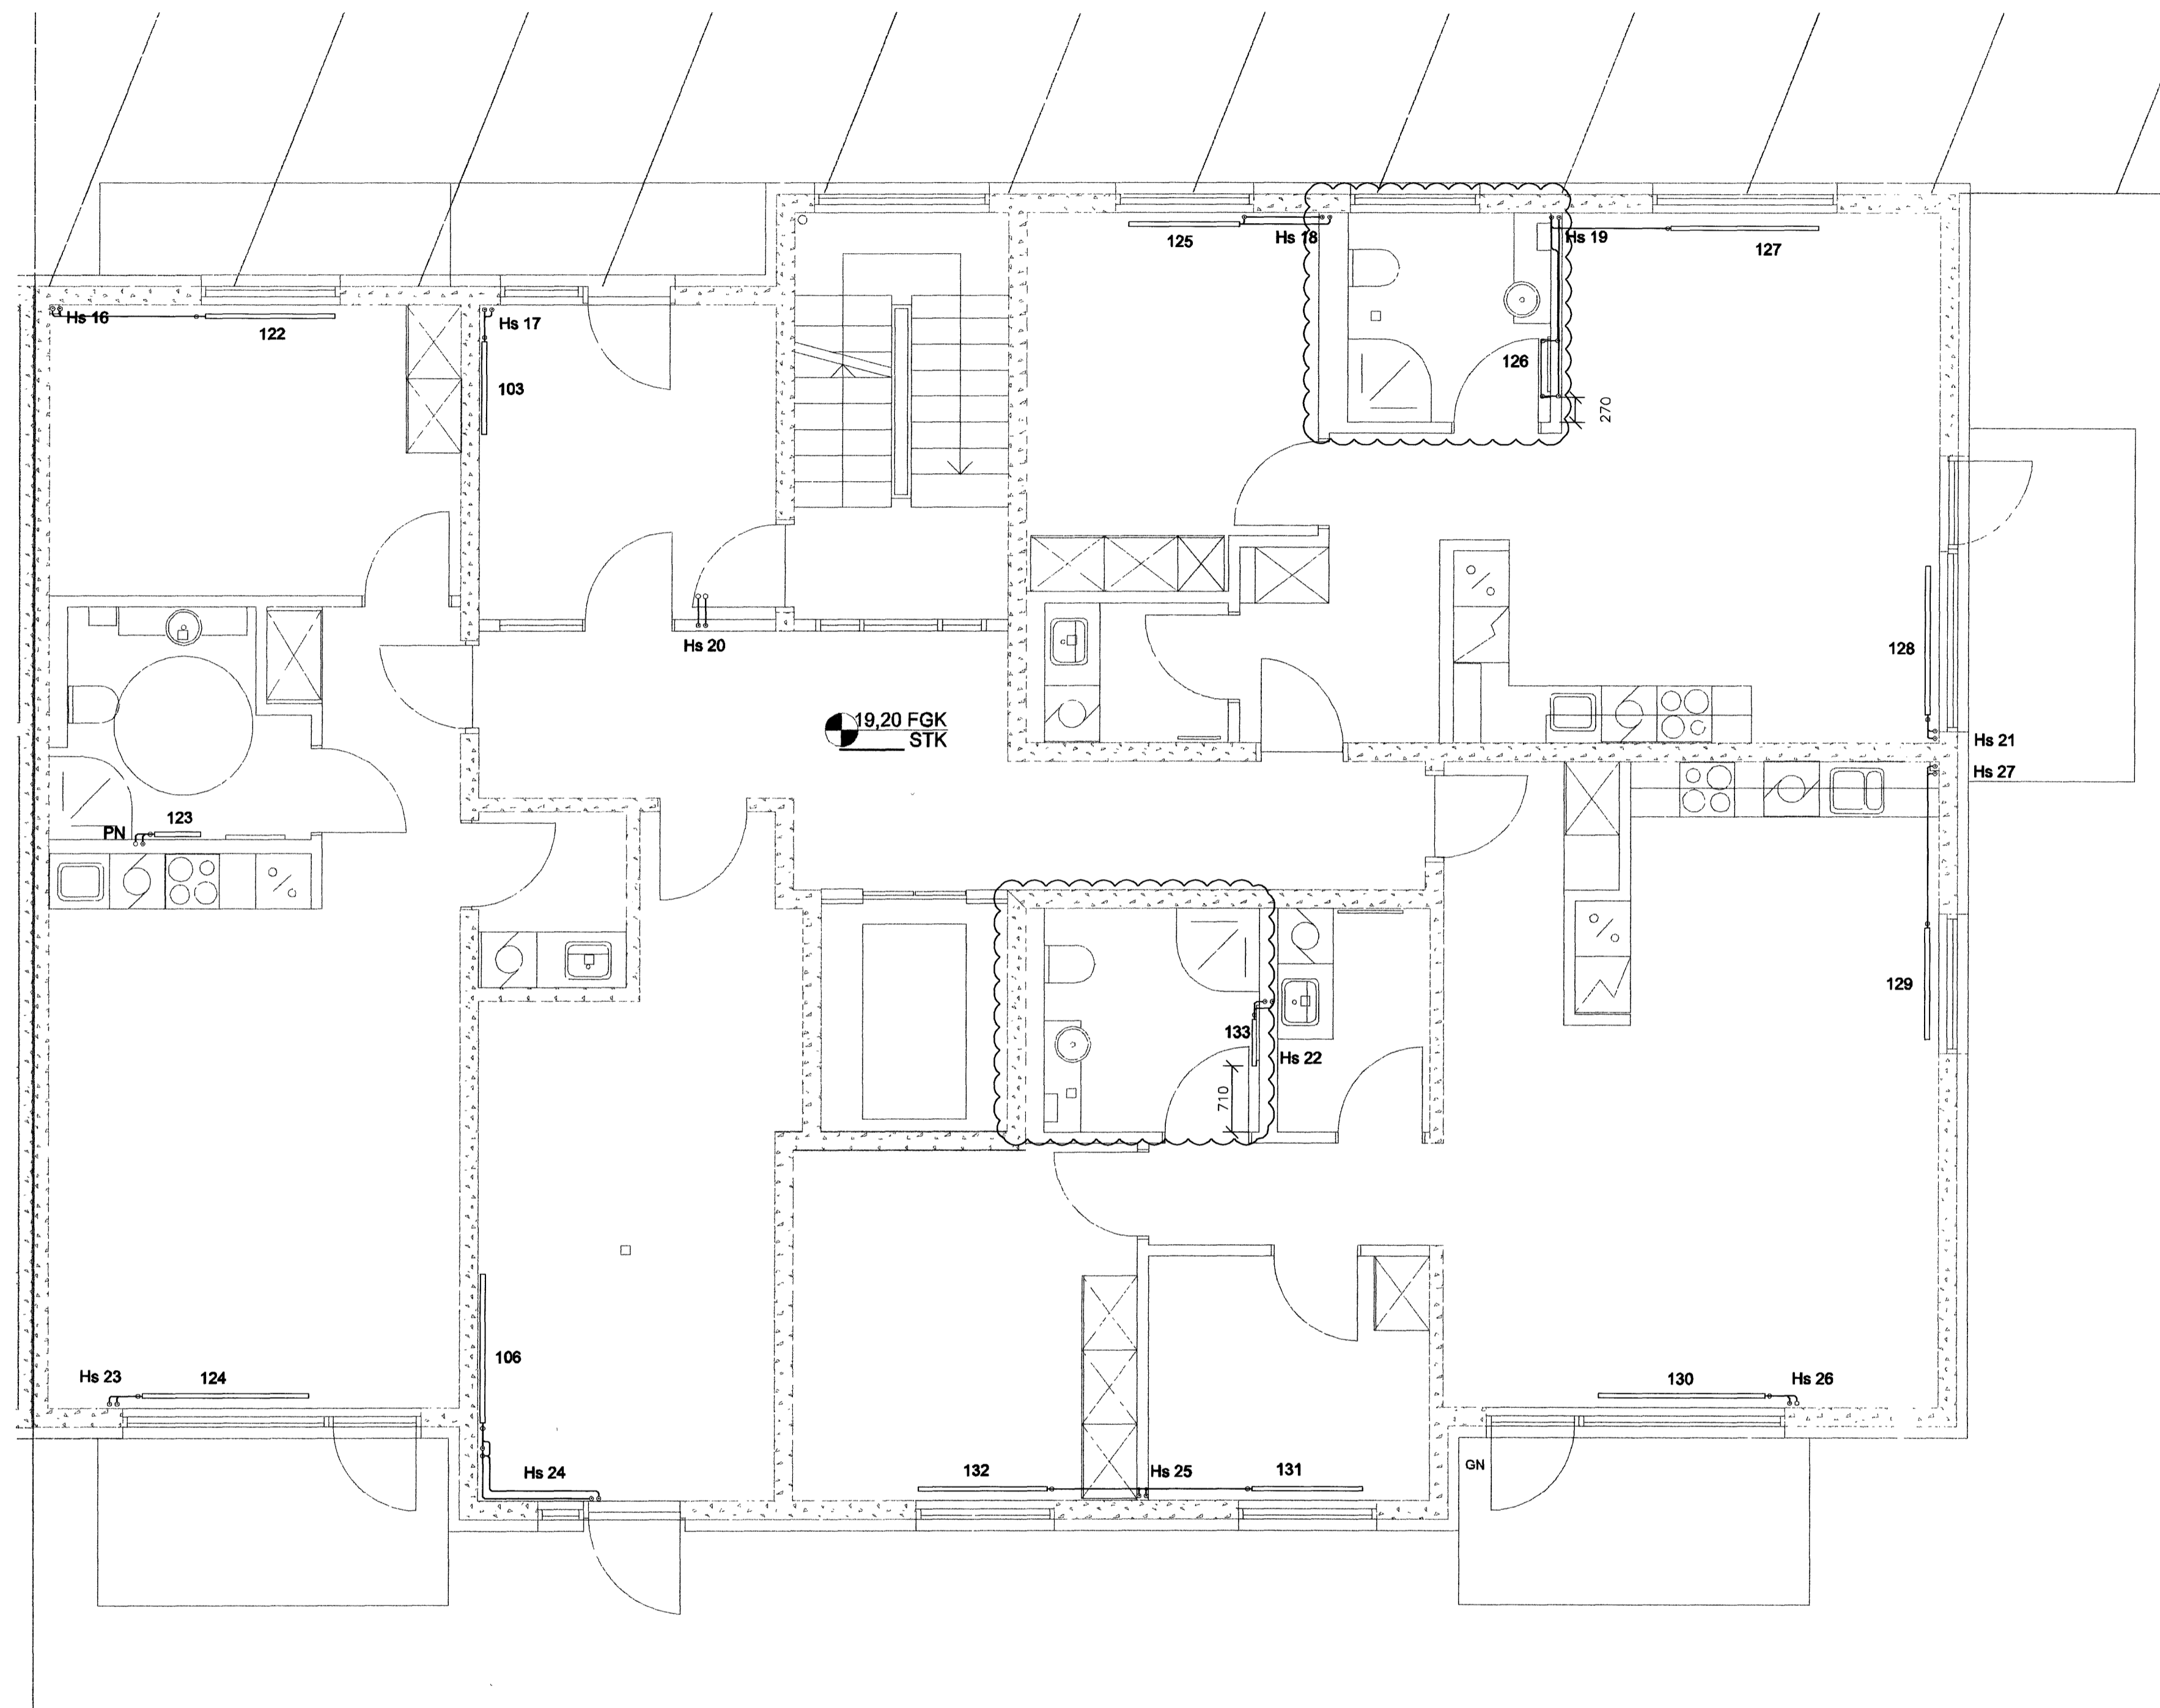 125
Hs 18
Hs 19
127
Hs 16
122
Hs 17
103
126
270
Hs 20
128
19,20 FGK
STK
Hs 21
Hs 27
PN
123
129
133
Hs 22
710
106
Hs 23
124
130
Hs 26
Hs 24
132
Hs 25
131
GN